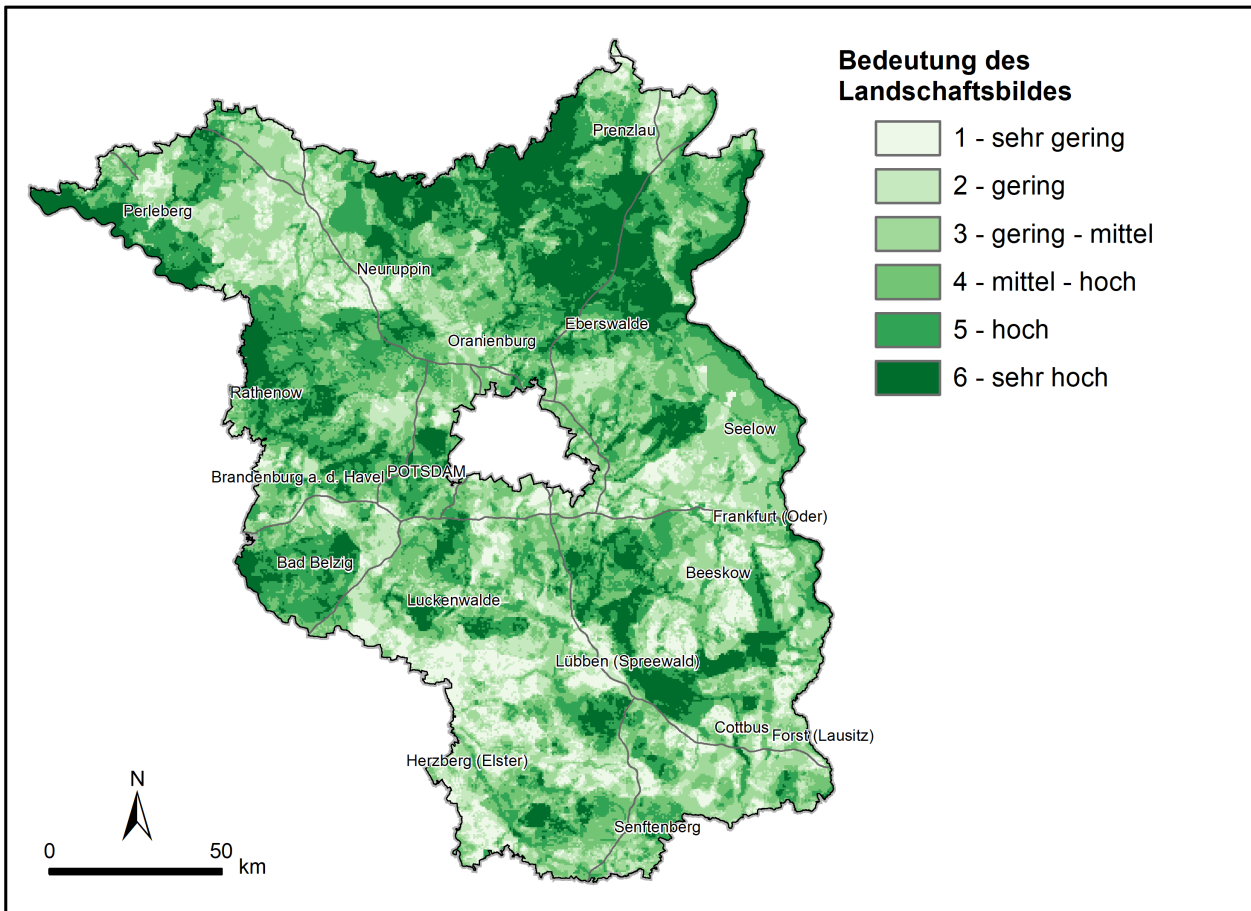 Bedeutung des
Landschaftsbildes
1 - sehr gering
2 - gering
3 - gering - mittel
4 - mittel - hoch
5 - hoch
6 - sehr hoch
Prenzlau
Perleberg
Neuruppin
Eberswalde
Oranienburg
Rathenow
Seelow
Brandenburg a. d. Havel
POTSDAM
Frankfurt (Oder)
Bad Belzig
Beeskow
Luckenwalde
Lübben (Spreewald)
Cottbus
Forst (Lausitz)
Herzberg (Elster)
Senftenberg
N
0 50
km